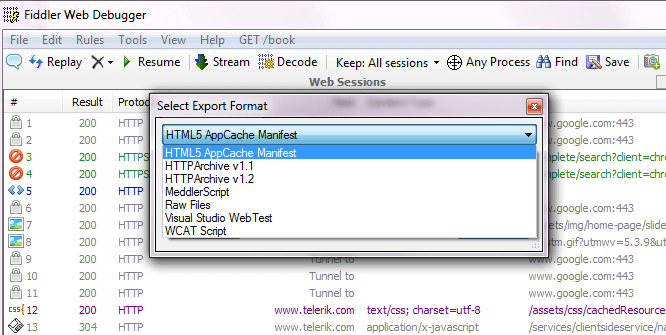 Fiddler Web Debugger
File Edit Rules Tools View Help GET /book
Replay X Resume Stream Decode Keep: All sessions Any Process Find Save
Web Sessions
# Result Protoc
Select Export Format
HTML5 AppCache Manifest
HTML5 AppCache Manifest
HTTPArchive v1.1
HTTPArchive v1.2
MeddlerScript
Raw Files
Visual Studio WebTest
WCAT Script
1 200 HTTP www.google.com:443
2 200 HTTP www.google.com:443
3 200 HTTPS mplete/search?client=chro
4 200 HTTPS mplete/search?client=chro
5 200 HTTP
6 200 HTTP www.google.com:443
7 200 HTTP ssets/img/home-page/slide
8 200 HTTP tm.gif?utmwv=5.3.9&ut
9 200 HTTP Tunnel to www.google.com:443
10 200 HTTP Tunnel to www.google.com:443
11 200 HTTP Tunnel to www.google.com:443
12 200 HTTP www.telerik.com text/css; charset=utf-8 /assets/css/cachedResource
13 304 HTTP www.telerik.com application/x-javascript /services/clientsideservice/